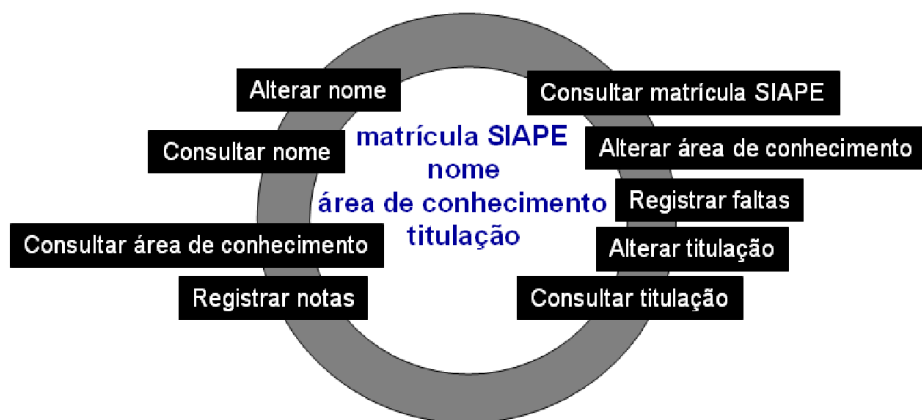 Alterar nome
Consultar matrícula SIAPE
matrícula SIAPE
Consultar nome
Alterar área de conhecimento
nome
área de conhecimento
Registrar faltas
titulação
Consultar área de conhecimento
Alterar titulação
Registrar notas
Consultar titulação